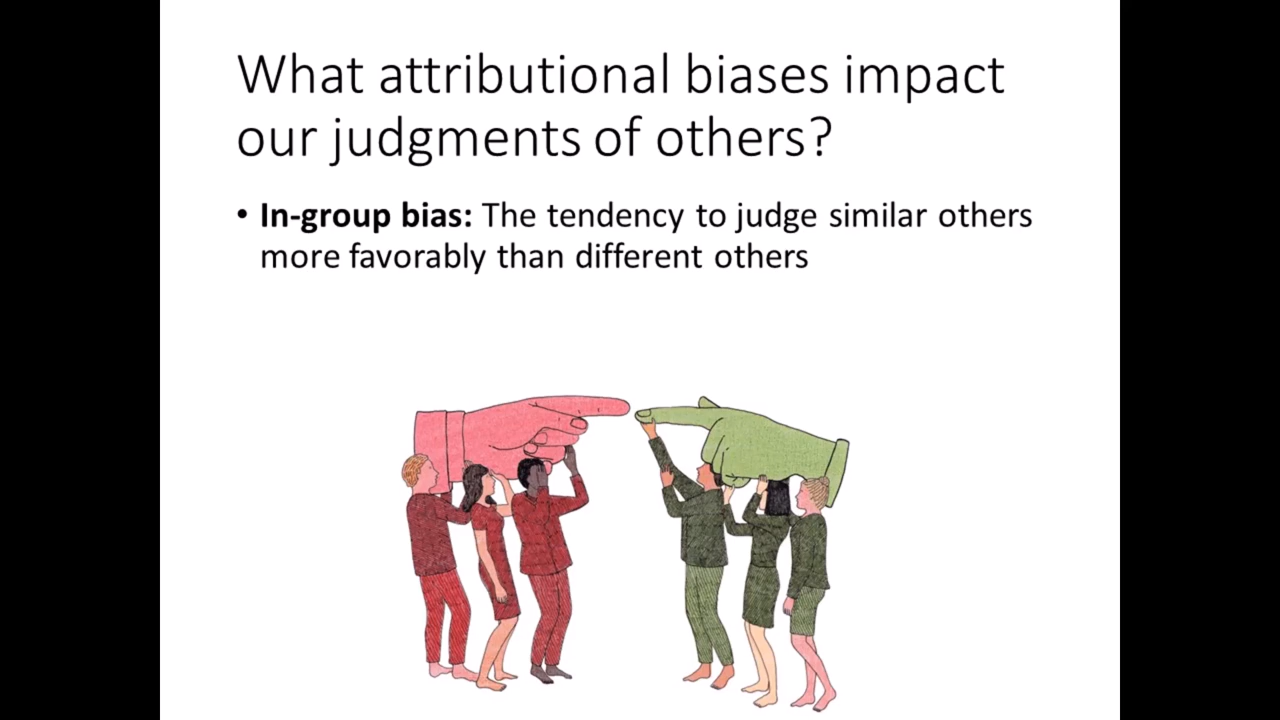 What attributional biases impact
our judgments of others?
• In-group bias: The tendency to judge similar others
more favorably than different others